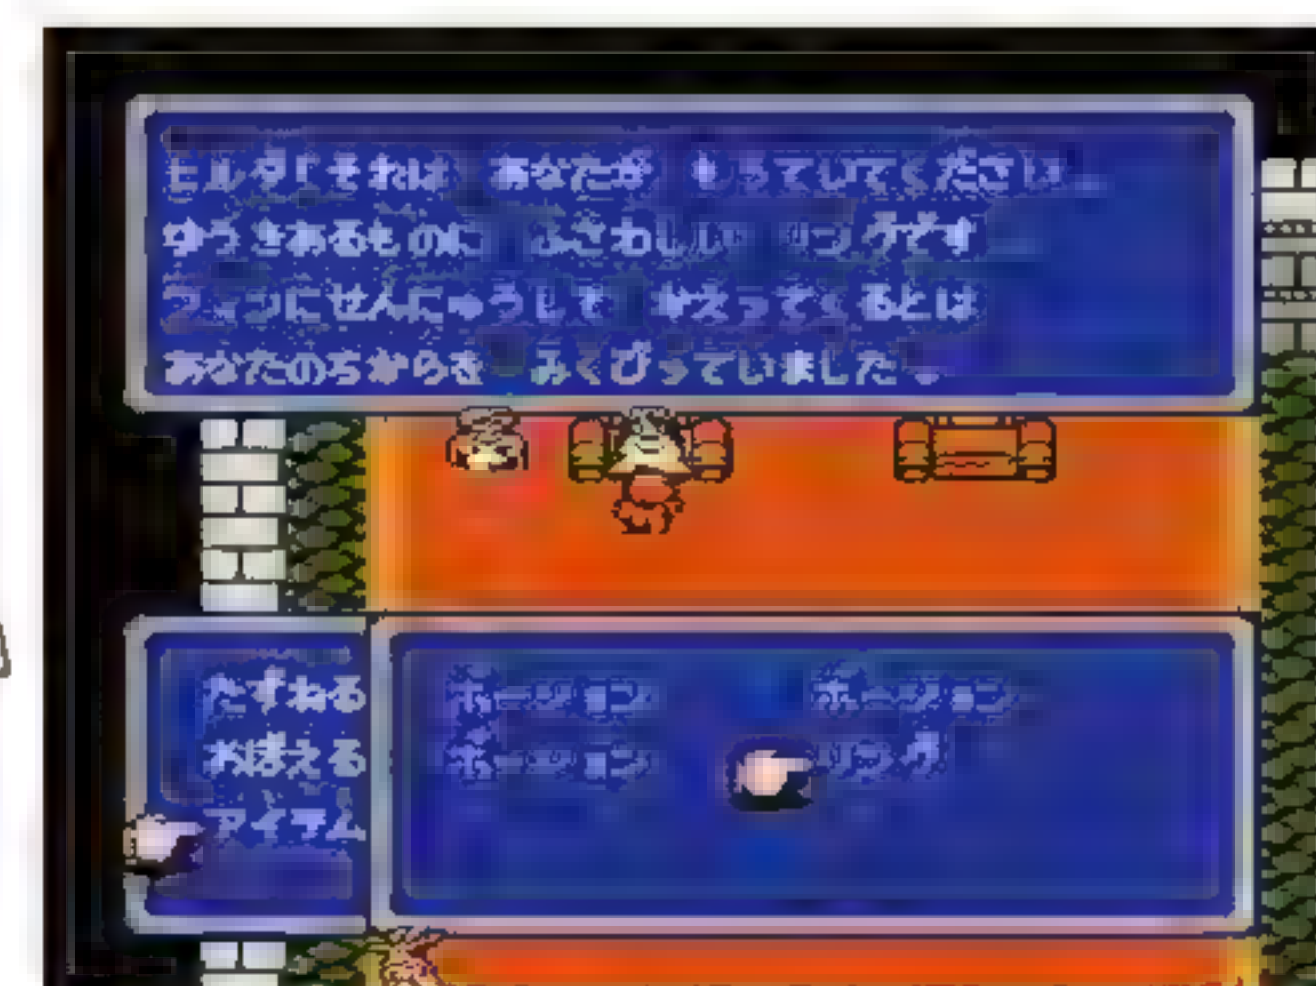 ヒルダ「それは あなたが もっていてください
ゆうきあるものに ふさわしい リングです
フィンにせんにゅうして かえってくるとは
あなたのちからを みくびっていました
たずねる
おぼえる
アイテム
ポーション ポーション
ポーション リング